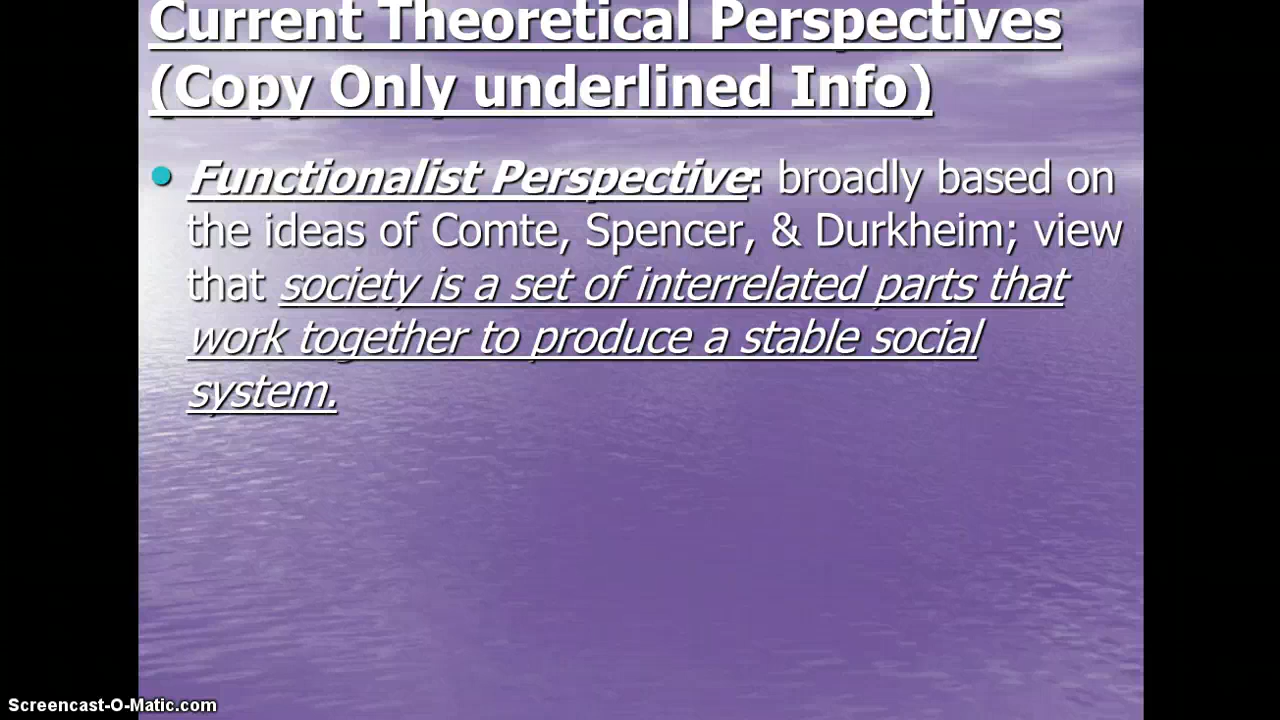 Current Theoretical Perspectives
(Copy Only underlined Info)
• Functionalist Perspective: broadly based on
the ideas of Comte, Spencer, & Durkheim; view
that society is a set of interrelated parts that
work together to produce a stable social
system.
Screencast-O-Matic.com